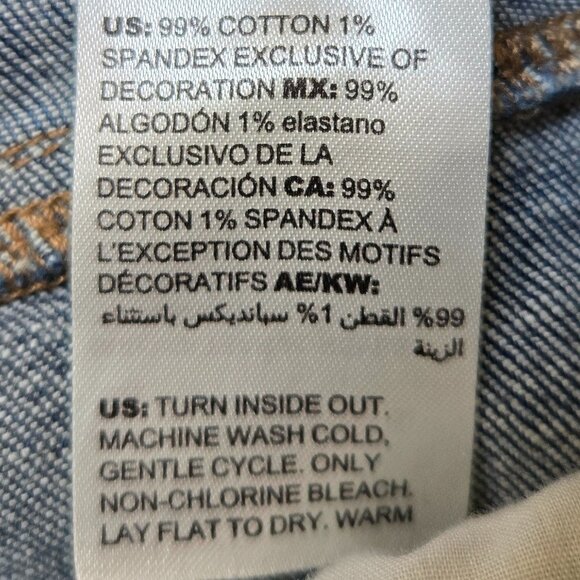 US: 99% COTTON 1%
SPANDEX EXCLUSIVE OF
DECORATION MX: 99%
ALGODÓN 1% elastano
EXCLUSIVO DE LA
DECORACIÓN CA: 99%
COTON 1% SPANDEX À
L'EXCEPTION DES MOTIFS
DÉCORATIFS AE/KW:
99% القطن 1% سبانديكس باستثناء
الزينة
US: TURN INSIDE OUT.
MACHINE WASH COLD,
GENTLE CYCLE. ONLY
NON-CHLORINE BLEACH.
LAY FLAT TO DRY. WARM